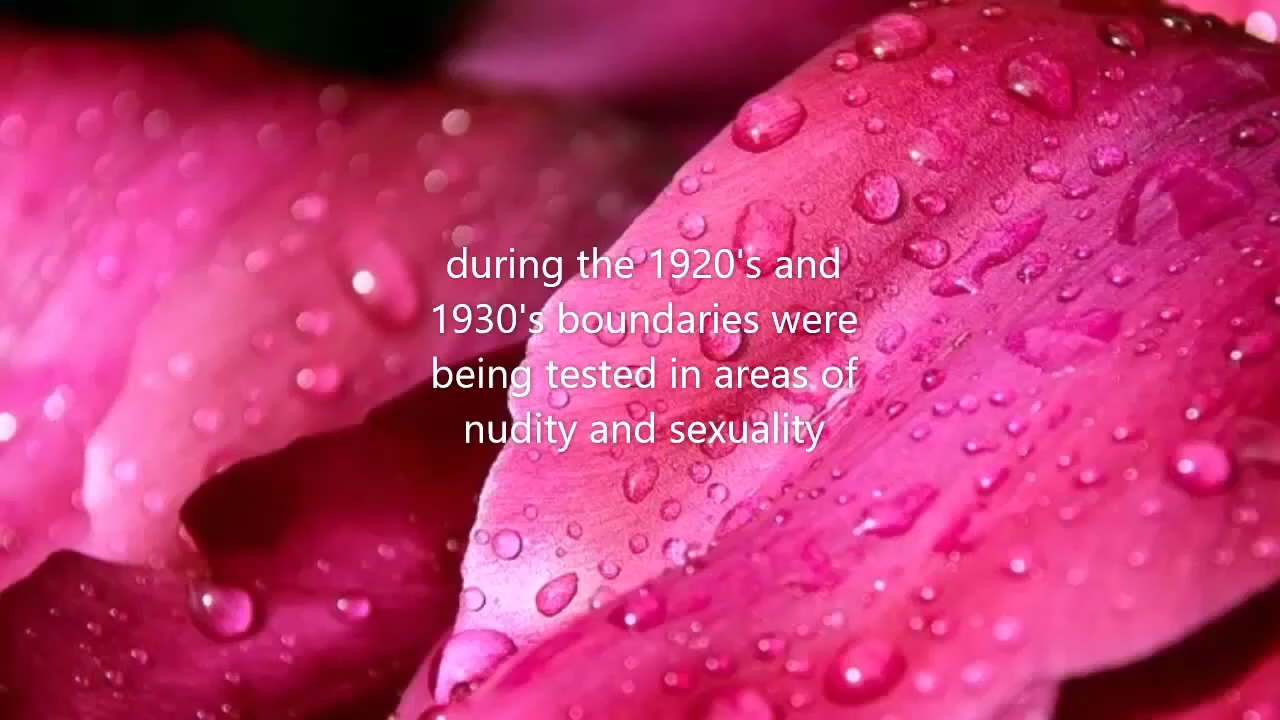 during the 1920's and
1930's boundaries were
being tested in areas of
nudity and sexuality